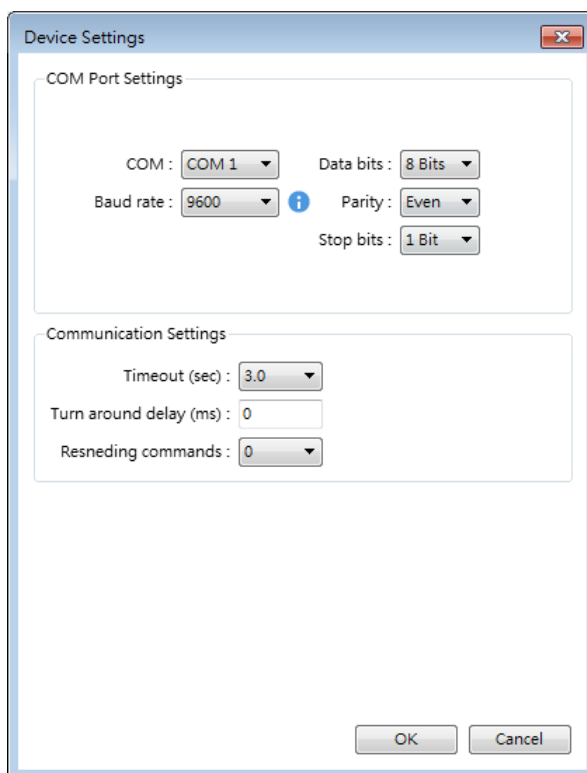 Device Settings
COM Port Settings
COM : COM 1 Data bits : 8 Bits
Baud rate : 9600 i Parity : Even
Stop bits : 1 Bit
Communication Settings
Timeout (sec) : 3.0
Turn around delay (ms) : 0
Resneding commands : 0
OK Cancel